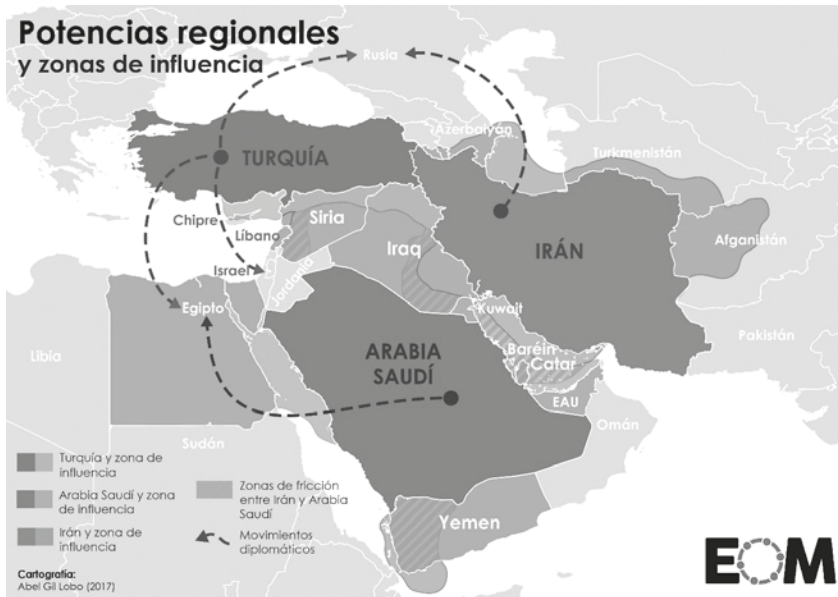 Potencias regionales
y zonas de influencia
Rusia
Azerbaiyán
Turkmenistán
TURQUÍA
Chipre
Siria
Líbano
Israel
Jordania
Iraq
IRÁN
Afganistán
Kuwait
Pakistán
Egipto
Libia
Baréin
Catar
ARABIA
SAUDÍ
EAU
Omán
Sudán
Yemen
Turquía y zona de
influencia
Arabia Saudí y zona
de influencia
Irán y zona de
influencia
Zonas de fricción
entre Irán y Arabia
Saudí
Movimientos
diplomáticos
Cartografía:
Abel Gil Lobo (2017)
EOM